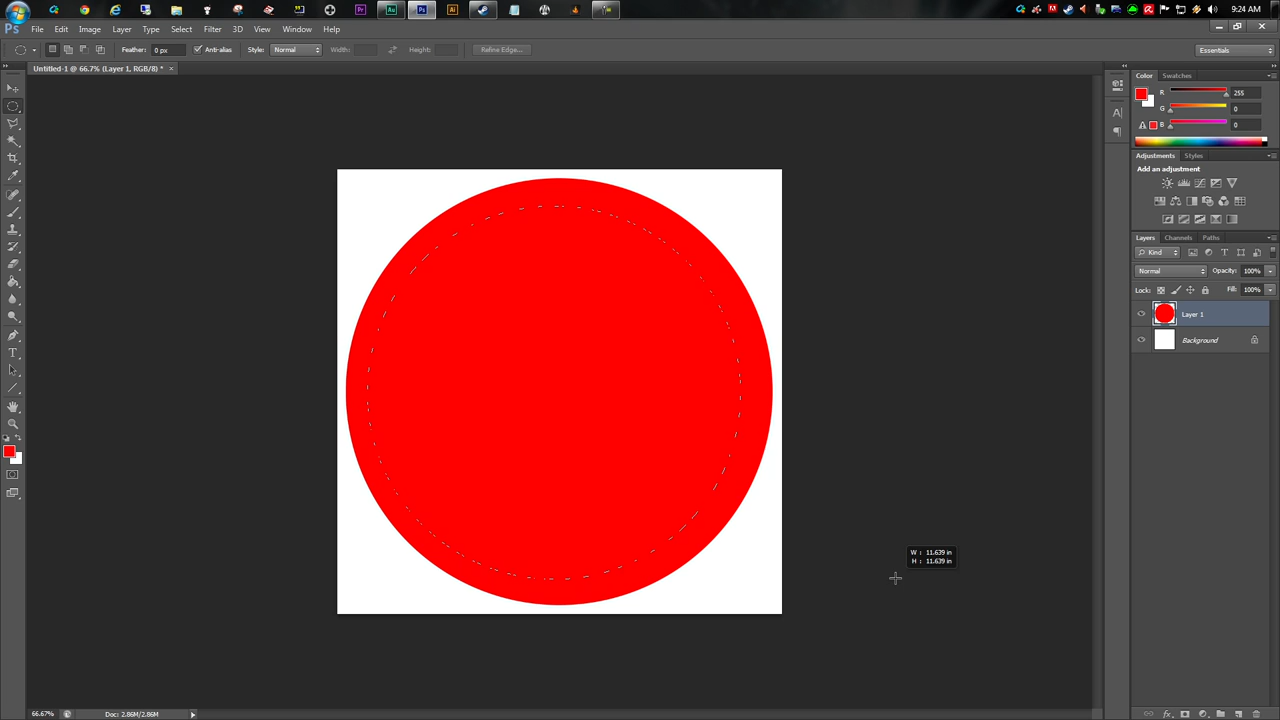 9:24 AM
Ps File Edit Image Layer Type Select Filter 3D View Window Help
Feather: 0 px Anti-alias Style: Normal Width: Height: Refine Edge... Essentials
Untitled-1 @ 66.7% (Layer 1, RGB/8) * ×
Color Swatches
R 255
G 0
B 0
Adjustments Styles
Add an adjustment
Layers Channels Paths
Kind
Normal Opacity: 100%
Lock: Fill: 100%
Layer 1
Background
W : 11.639 in
H : 11.639 in
66.67% Doc: 2.86M/2.86M